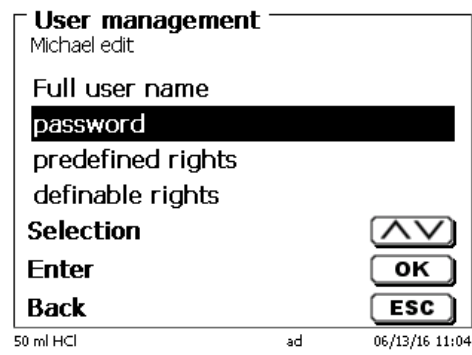 User management
Michael edit
Full user name
password
predefined rights
definable rights
Selection
Enter OK
Back ESC
50 ml HCl ad 06/13/16 11:04